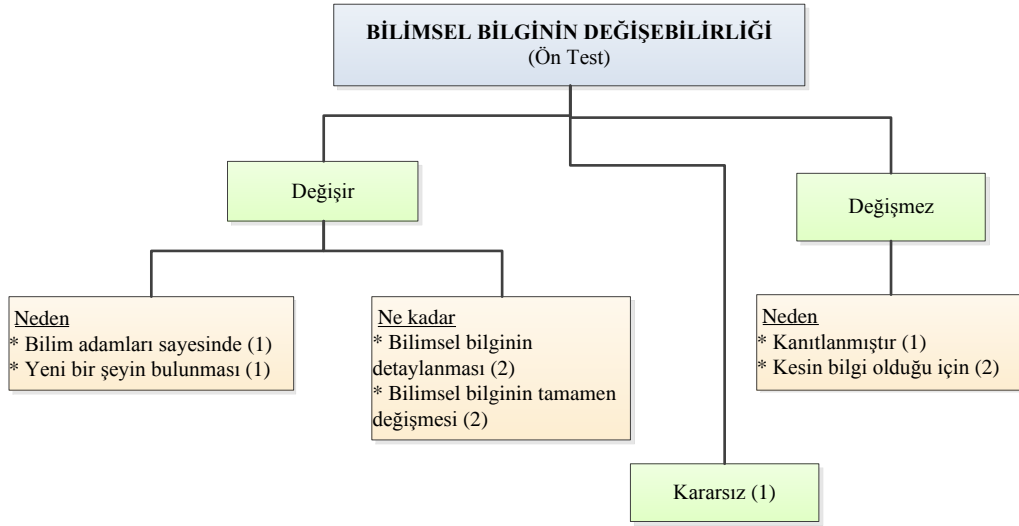 BİLİMSEL BİLGİNİN DEĞİŞEBİLİRLİĞİ
(Ön Test)
Değişir
Değişmez
Neden
* Bilim adamları sayesinde (1)
* Yeni bir şeyin bulunması (1)
Ne kadar
* Bilimsel bilginin
detaylanması (2)
* Bilimsel bilginin tamamen
değişmesi (2)
Neden
* Kanıtlanmıştır (1)
* Kesin bilgi olduğu için (2)
Kararsız (1)